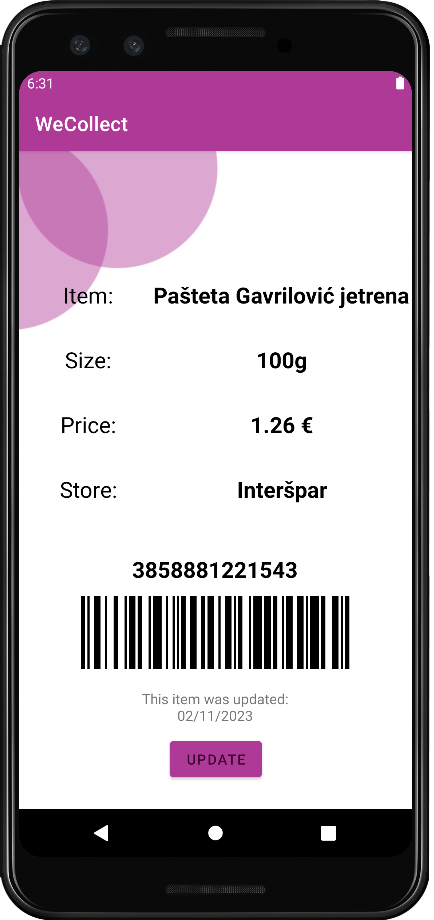 6:31
WeCollect
Item: Pašteta Gavrilović jetrena
Size: 100g
Price: 1.26 €
Store: Interšpar
3858881221543
This item was updated:
02/11/2023
UPDATE